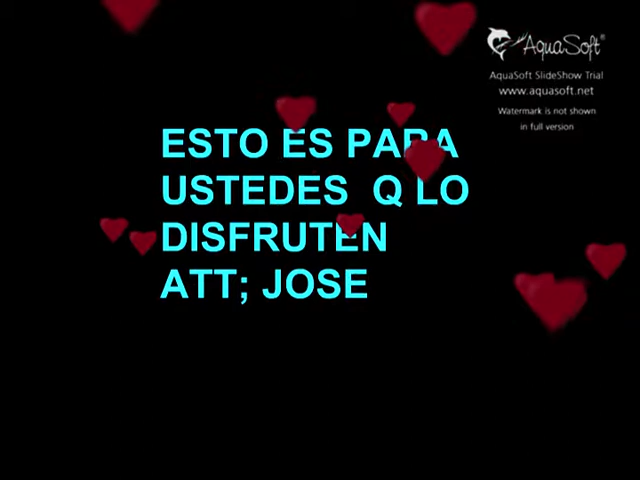 AquaSoft®
AquaSoft SlideShow Trial
www.aquasoft.net
Watermark is not shown
in full version
ESTO ES PARA
USTEDES  Q LO
DISFRUTEN
ATT; JOSE